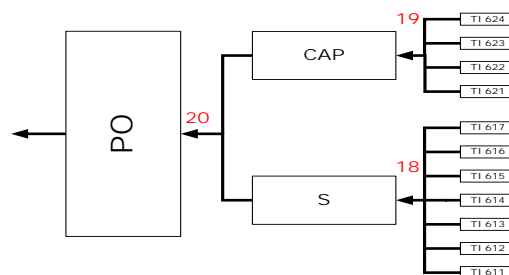 19
TI 624
TI 623
CAP
TI 622
TI 621
PO
20
TI 617
TI 616
18
TI 615
S
TI 614
TI 613
TI 612
TI 611